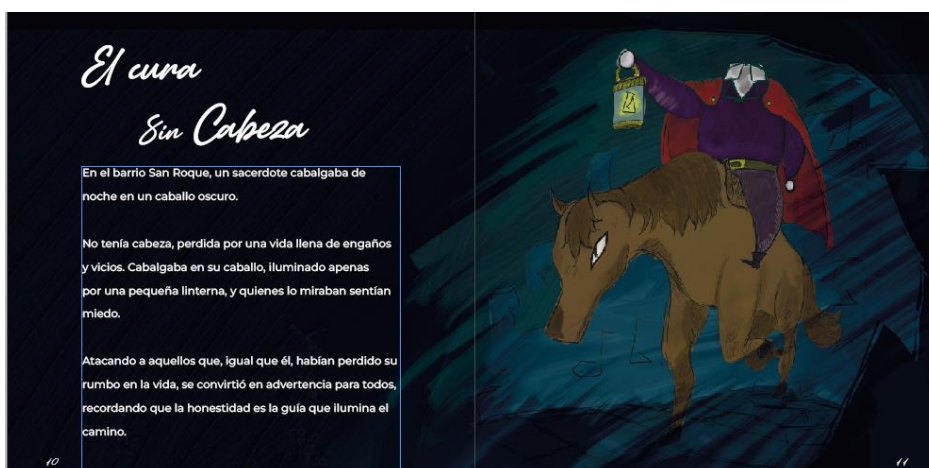 El cura
Sin Cabeza
En el barrio San Roque, un sacerdote cabalgaba de
noche en un caballo oscuro.
No tenía cabeza, perdida por una vida llena de engaños
y vicios. Cabalgaba en su caballo, iluminado apenas
por una pequeña linterna, y quienes lo miraban sentían
miedo.
Atacando a aquellos que, igual que él, habían perdido su
rumbo en la vida, se convirtió en advertencia para todos,
recordando que la honestidad es la guía que ilumina el
camino.
10
11